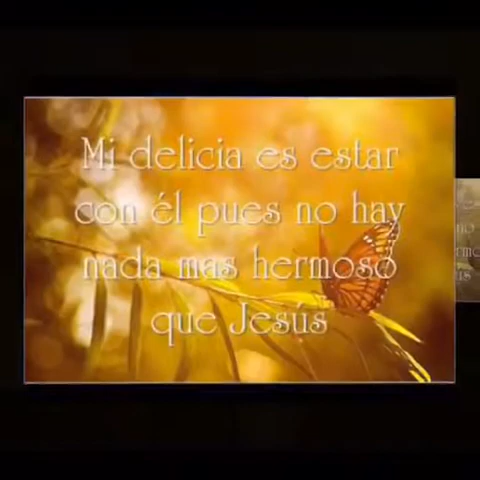 Mi delicia es estar
con él pues no hay
nada mas hermoso
que Jesus